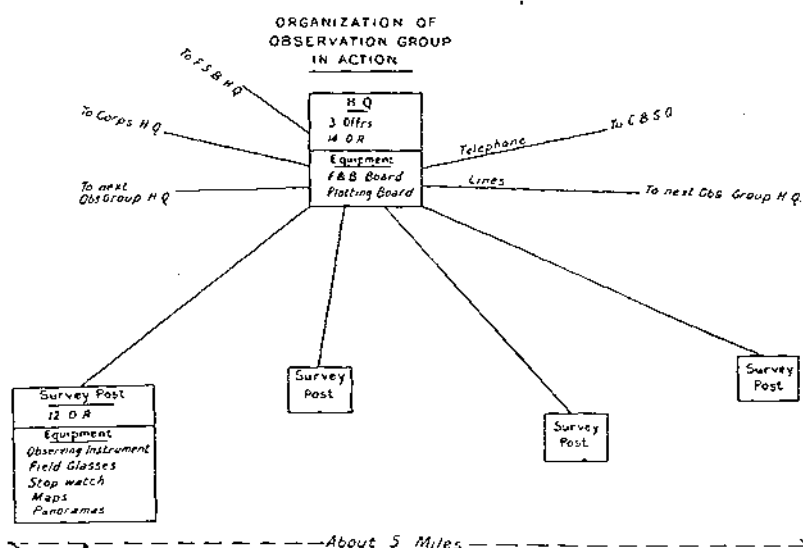 ORGANIZATION OF
OBSERVATION GROUP
IN ACTION
To F S B H Q
To Corps H Q
To next
Obs Group H Q
H Q
3 Offrs
14 O R
Equipment
F & B Board
Plotting Board
Telephone
Lines
To C B S O
To next Obs Group H Q.
Survey Post
12 O R
Equipment
Observing Instrument
Field Glasses
Stop watch
Maps
Panoramas
Survey
Post
Survey
Post
Survey
Post
About 5 Miles